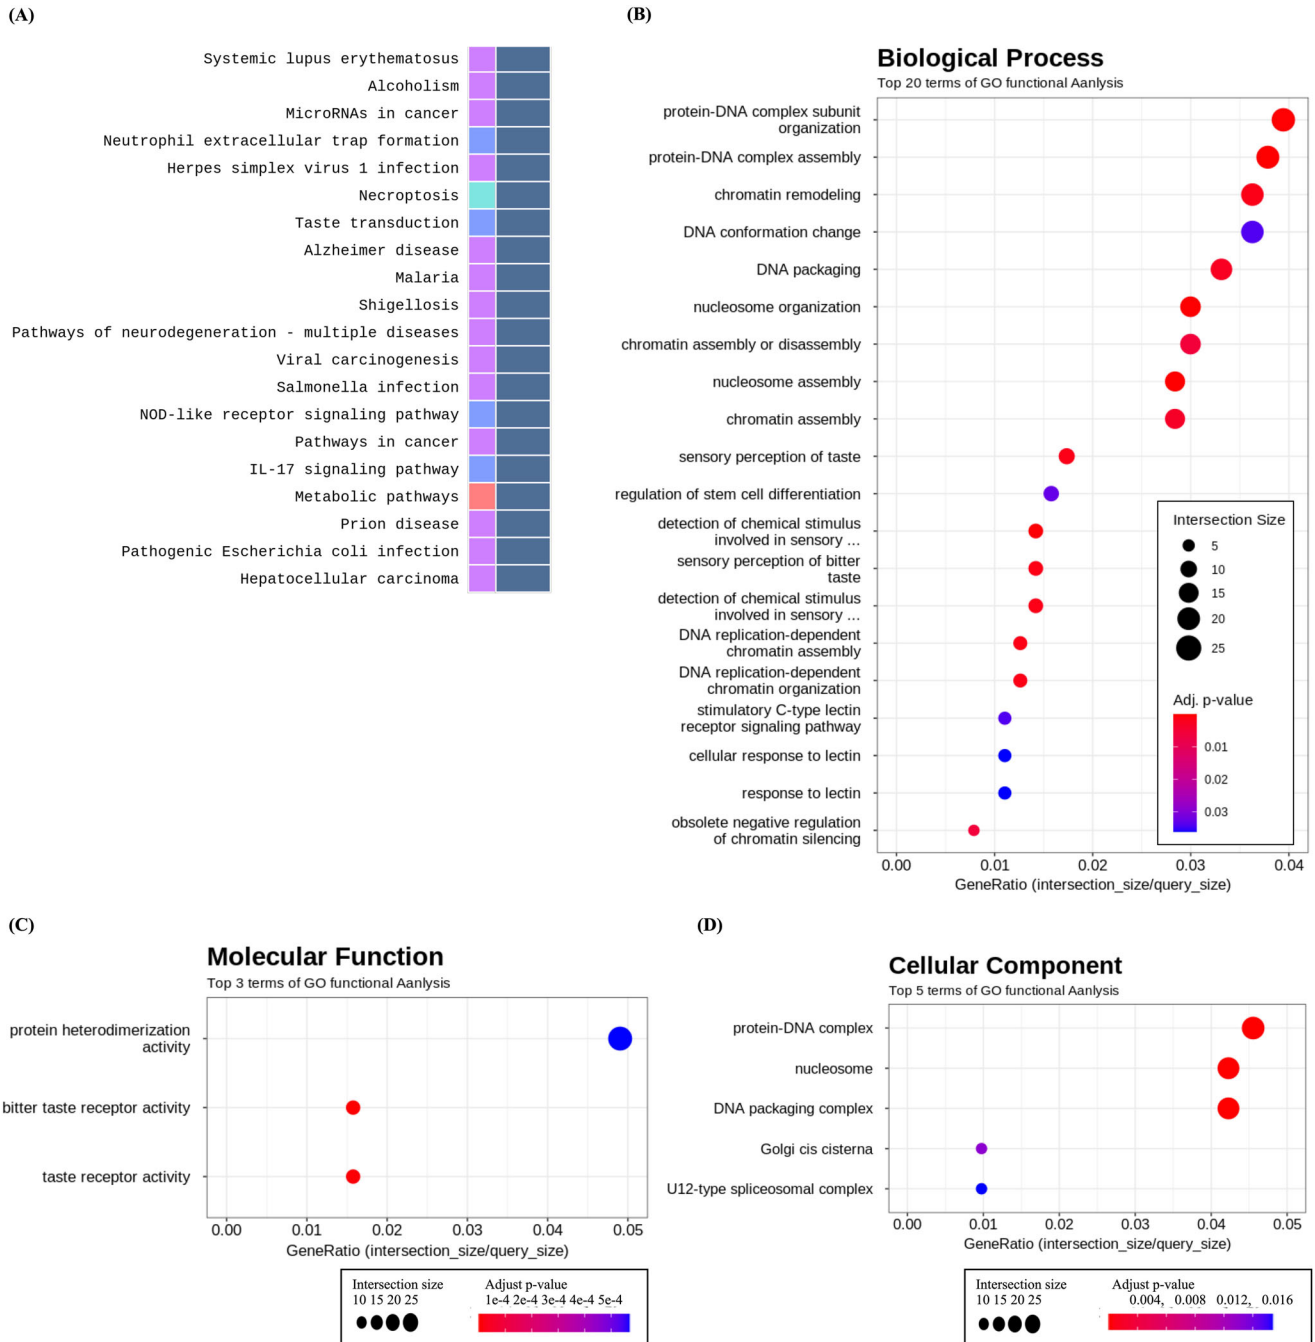 (A)
Systemic lupus erythematosus
Alcoholism
MicroRNAs in cancer
Neutrophil extracellular trap formation
Herpes simplex virus 1 infection
Necroptosis
Taste transduction
Alzheimer disease
Malaria
Shigellosis
Pathways of neurodegeneration - multiple diseases
Viral carcinogenesis
Salmonella infection
NOD-like receptor signaling pathway
Pathways in cancer
IL-17 signaling pathway
Metabolic pathways
Prion disease
Pathogenic Escherichia coli infection
Hepatocellular carcinoma
(B)
Biological Process
Top 20 terms of GO functional Aanlysis
protein-DNA complex subunit
organization
protein-DNA complex assembly
chromatin remodeling
DNA conformation change
DNA packaging
nucleosome organization
chromatin assembly or disassembly
nucleosome assembly
chromatin assembly
sensory perception of taste
regulation of stem cell differentiation
detection of chemical stimulus
involved in sensory ...
sensory perception of bitter
taste
detection of chemical stimulus
involved in sensory ...
DNA replication-dependent
chromatin assembly
DNA replication-dependent
chromatin organization
stimulatory C-type lectin
receptor signaling pathway
cellular response to lectin
response to lectin
obsolete negative regulation
of chromatin silencing
Intersection Size
5
10
15
20
25
Adj. p-value
0.01
0.02
0.03
0.00 0.01 0.02 0.03 0.04
GeneRatio (intersection_size/query_size)
(C)
Molecular Function
Top 3 terms of GO functional Aanlysis
protein heterodimerization
activity
bitter taste receptor activity
taste receptor activity
0.00 0.01 0.02 0.03 0.04 0.05
GeneRatio (intersection_size/query_size)
Intersection size
10 15 20 25
Adjust p-value
1e-4 2e-4 3e-4 4e-4 5e-4
(D)
Cellular Component
Top 5 terms of GO functional Aanlysis
protein-DNA complex
nucleosome
DNA packaging complex
Golgi cis cisterna
U12-type spliceosomal complex
0.00 0.01 0.02 0.03 0.04 0.05
GeneRatio (intersection_size/query_size)
Intersection size
10 15 20 25
Adjust p-value
0.004, 0.008 0.012, 0.016